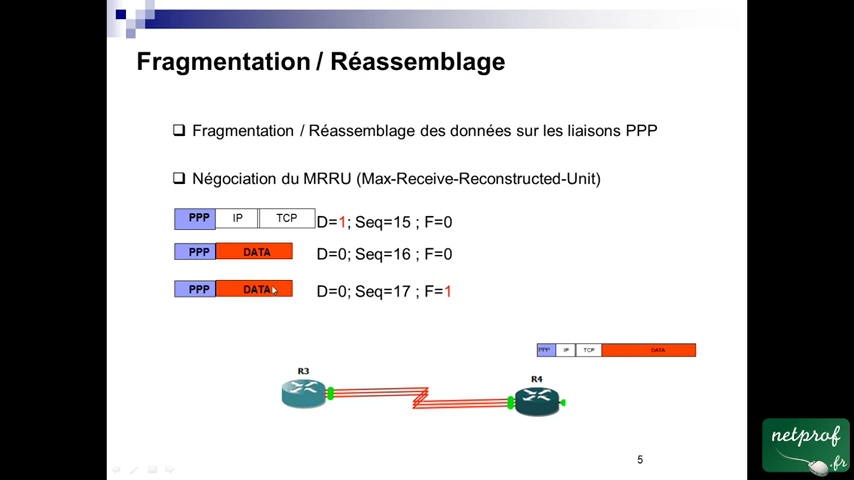 Fragmentation / Réassemblage
❑ Fragmentation / Réassemblage des données sur les liaisons PPP
❑ Négociation du MRRU (Max-Receive-Reconstructed-Unit)
PPP IP TCP D=1; Seq=15 ; F=0
PPP DATA D=0; Seq=16 ; F=0
PPP DATA D=0; Seq=17 ; F=1
PPP IP TCP DATA
R3
R4
5
netprof
.fr